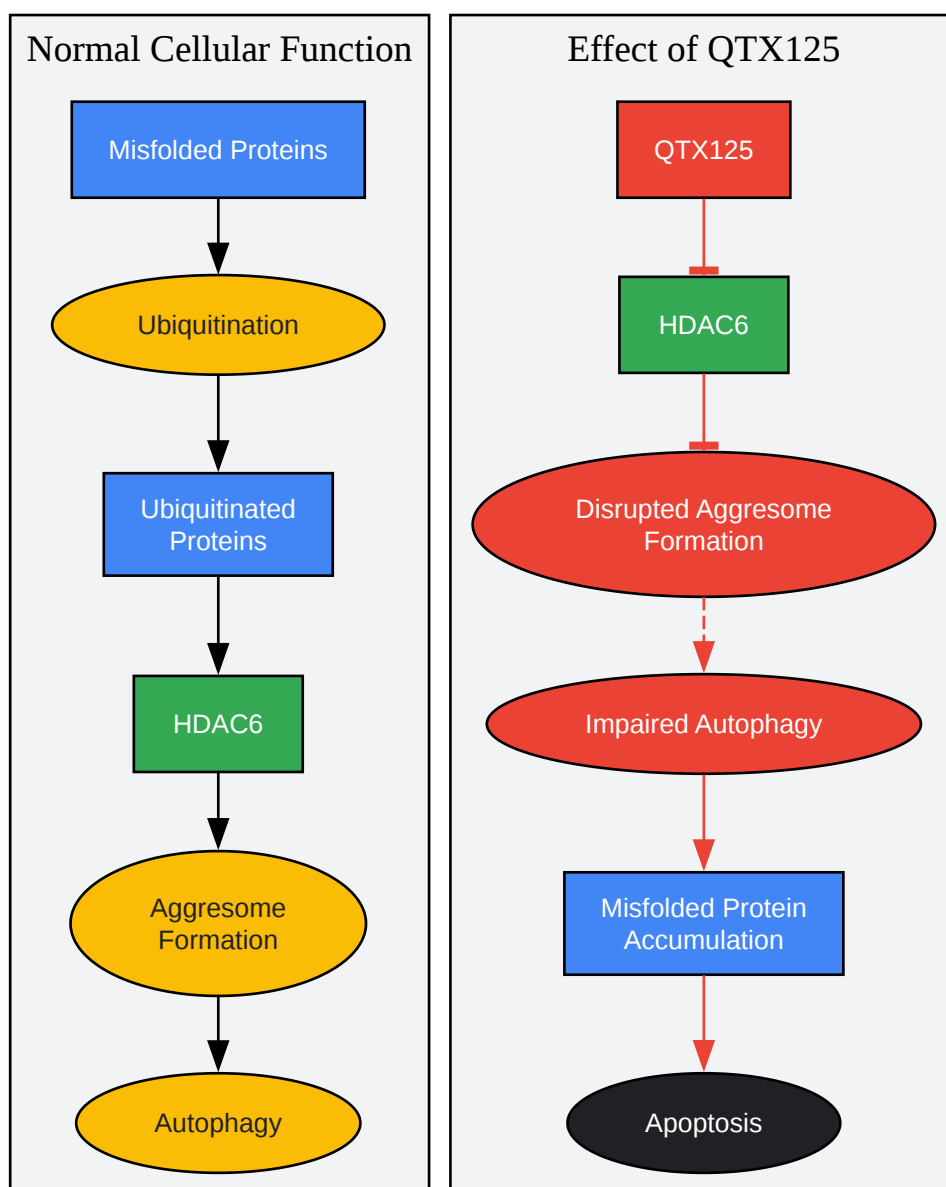 Normal Cellular Function
Misfolded Proteins
Ubiquitination
Ubiquitinated
Proteins
HDAC6
Aggresome
Formation
Autophagy
Effect of QTX125
QTX125
HDAC6
Disrupted Aggresome
Formation
Impaired Autophagy
Misfolded Protein
Accumulation
Apoptosis